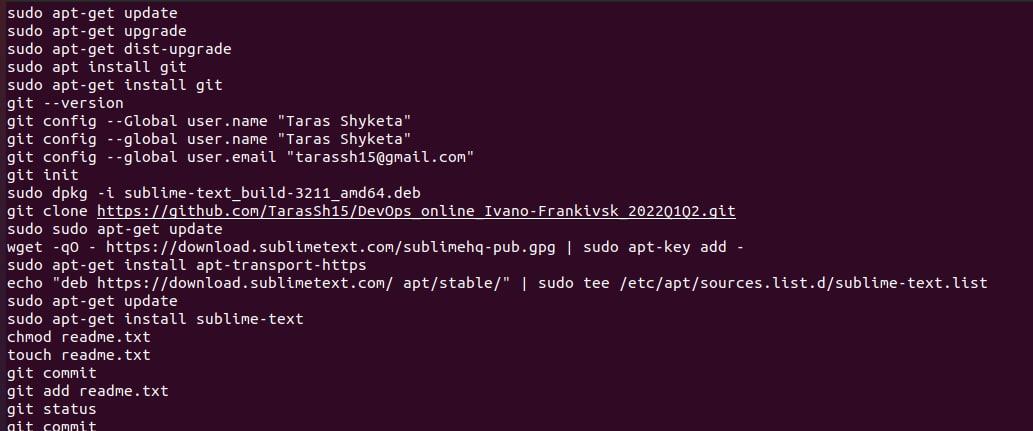 sudo apt-get update
sudo apt-get upgrade
sudo apt-get dist-upgrade
sudo apt install git
sudo apt-get install git
git --version
git config --Global user.name "Taras Shyketa"
git config --global user.name "Taras Shyketa"
git config --global user.email "tarassh15@gmail.com"
git init
sudo dpkg -i sublime-text_build-3211_amd64.deb
git clone https://github.com/TarasSh15/DevOps_online_Ivano-Frankivsk_2022Q1Q2.git
sudo sudo apt-get update
wget -qO - https://download.sublimetext.com/sublimehq-pub.gpg | sudo apt-key add -
sudo apt-get install apt-transport-https
echo "deb https://download.sublimetext.com/ apt/stable/" | sudo tee /etc/apt/sources.list.d/sublime-text.list
sudo apt-get update
sudo apt-get install sublime-text
chmod readme.txt
touch readme.txt
git commit
git add readme.txt
git status
git commit